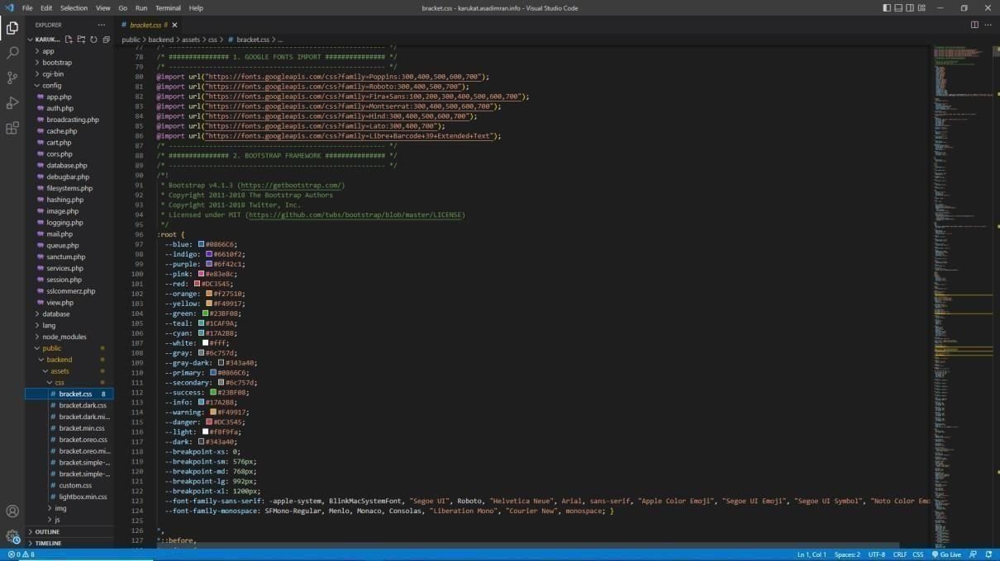 File Edit Selection View Go Run Terminal Help
bracket.css - karukat.asadimran.info - Visual Studio Code
EXPLORER
KARUK...
app
bootstrap
cgi-bin
config
app.php
auth.php
broadcasting.php
cache.php
cart.php
cors.php
database.php
debugbar.php
filesystems.php
hashing.php
image.php
logging.php
mail.php
queue.php
sanctum.php
services.php
session.php
sslcommerz.php
view.php
database
lang
node_modules
public
backend
assets
css
# bracket.css 8
# bracket.dark.css
# bracket.dark.mi...
# bracket.min.css
# bracket.oreo.css
# bracket.oreo.mi...
# bracket.simple-...
# bracket.simple-...
# custom.css
# lightbox.min.css
img
js
OUTLINE
TIMELINE
# bracket.css 8
public > backend > assets > css > # bracket.css > ...
77 /* ------------------------------------------------------ */
78 /* ############### 1. GOOGLE FONTS IMPORT ############### */
79 /* ------------------------------------------------------ */
80 @import url("https://fonts.googleapis.com/css?family=Poppins:300,400,500,600,700");
81 @import url("https://fonts.googleapis.com/css?family=Roboto:300,400,500,700");
82 @import url("https://fonts.googleapis.com/css?family=Fira+Sans:100,200,300,400,500,600,700");
83 @import url("https://fonts.googleapis.com/css?family=Montserrat:300,400,500,600,700");
84 @import url("https://fonts.googleapis.com/css?family=Hind:300,400,500,600,700");
85 @import url("https://fonts.googleapis.com/css?family=Lato:300,400,700");
86 @import url("https://fonts.googleapis.com/css?family=Libre+Barcode+39+Extended+Text");
87 /* ------------------------------------------------------ */
88 /* ############### 2. BOOTSTRAP FRAMEWORK ############### */
89 /* ------------------------------------------------------ */
90 /*!
91 * Bootstrap v4.1.3 (https://getbootstrap.com/)
92 * Copyright 2011-2018 The Bootstrap Authors
93 * Copyright 2011-2018 Twitter, Inc.
94 * Licensed under MIT (https://github.com/twbs/bootstrap/blob/master/LICENSE)
95 */
96 :root {
97 --blue: #0866C6;
98 --indigo: #6610f2;
99 --purple: #6f42c1;
100 --pink: #e83e8c;
101 --red: #DC3545;
102 --orange: #f27510;
103 --yellow: #F49917;
104 --green: #23BF08;
105 --teal: #1CAF9A;
106 --cyan: #17A2B8;
107 --white: #fff;
108 --gray: #6c757d;
109 --gray-dark: #343a40;
110 --primary: #0866C6;
111 --secondary: #6c757d;
112 --success: #23BF08;
113 --info: #17A2B8;
114 --warning: #F49917;
115 --danger: #DC3545;
116 --light: #f8f9fa;
117 --dark: #343a40;
118 --breakpoint-xs: 0;
119 --breakpoint-sm: 576px;
120 --breakpoint-md: 768px;
121 --breakpoint-lg: 992px;
122 --breakpoint-xl: 1200px;
123 --font-family-sans-serif: -apple-system, BlinkMacSystemFont, "Segoe UI", Roboto, "Helvetica Neue", Arial, sans-serif, "Apple Color Emoji", "Segoe UI Emoji", "Segoe UI Symbol", "Noto Color Em
124 --font-family-monospace: SFMono-Regular, Menlo, Monaco, Consolas, "Liberation Mono", "Courier New", monospace; }
125
126 *,
127 *::before,
0 8
Ln 1, Col 1 Spaces: 2 UTF-8 CRLF CSS Go Live